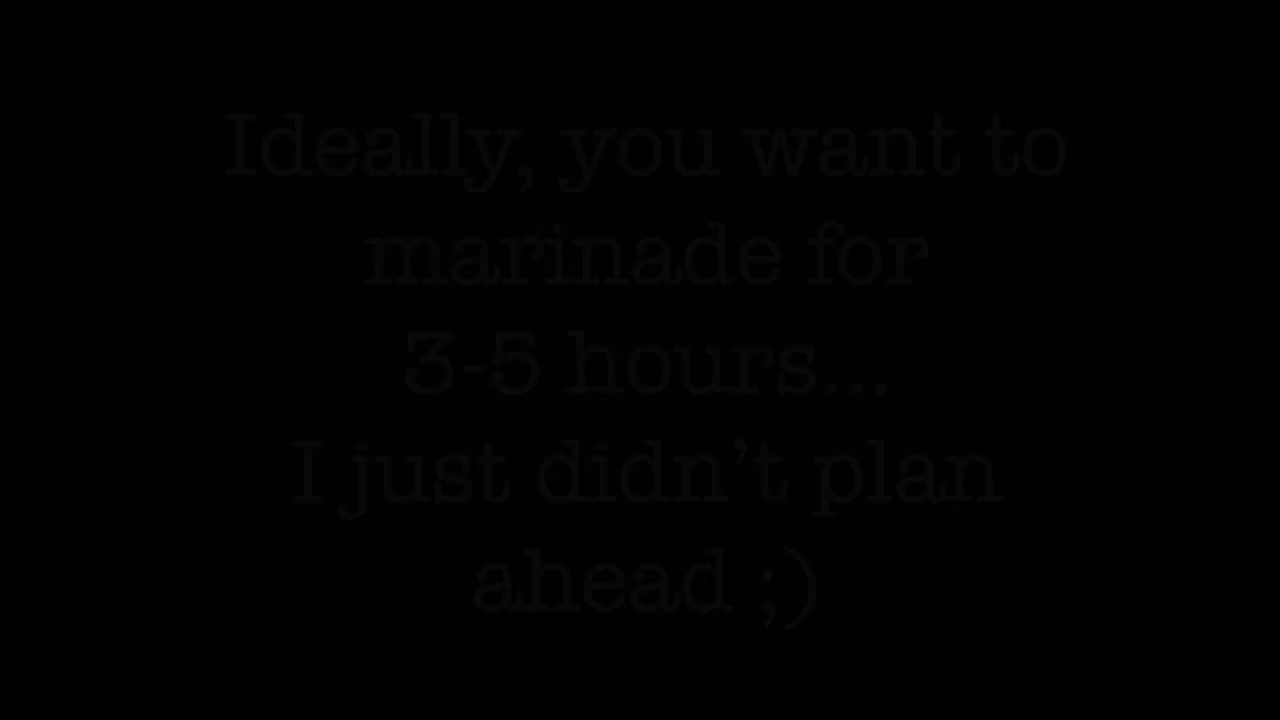 Ideally, you want to
marinade for
3-5 hours...
I just didn't plan
ahead ;)